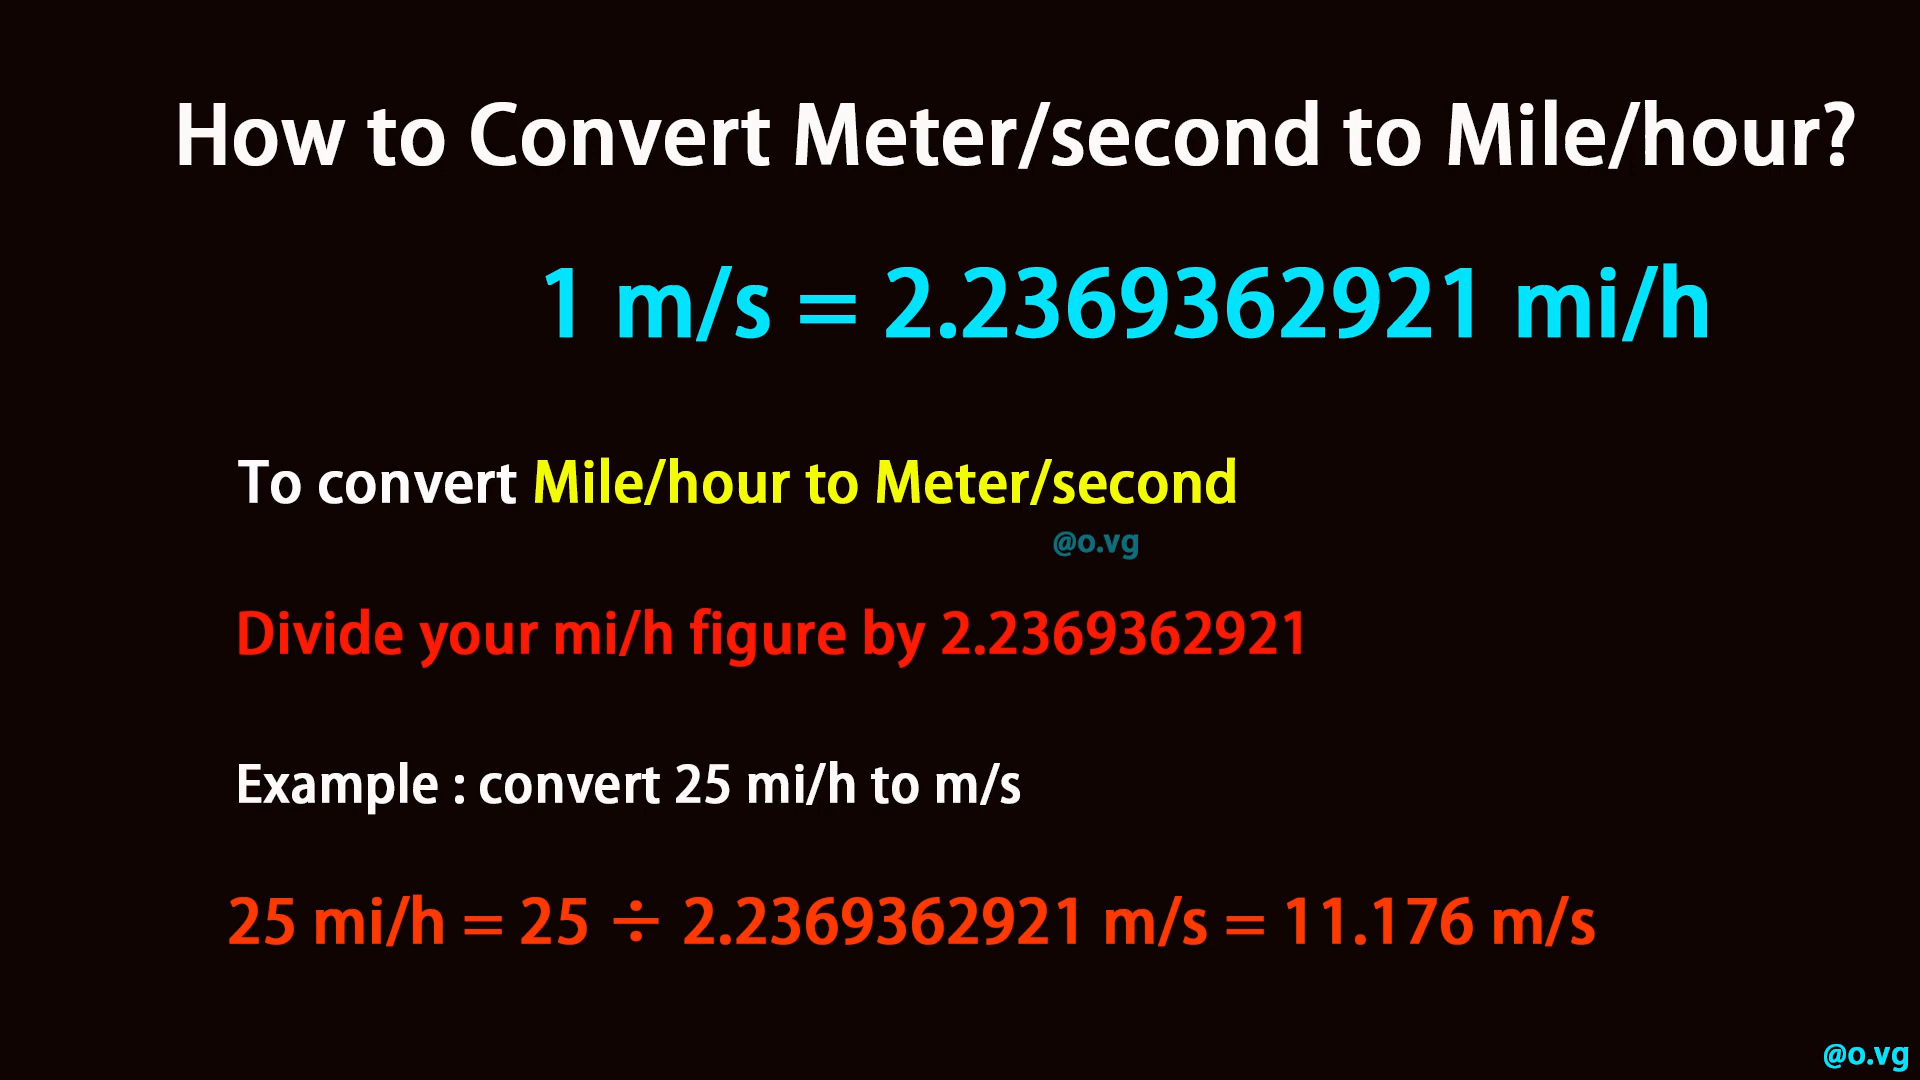 How to Convert Meter/second to Mile/hour?
1 m/s = 2.2369362921 mi/h
To convert Mile/hour to Meter/second
@o.vg
Divide your mi/h figure by 2.2369362921
Example : convert 25 mi/h to m/s
25 mi/h = 25 ÷ 2.2369362921 m/s = 11.176 m/s
@o.vg